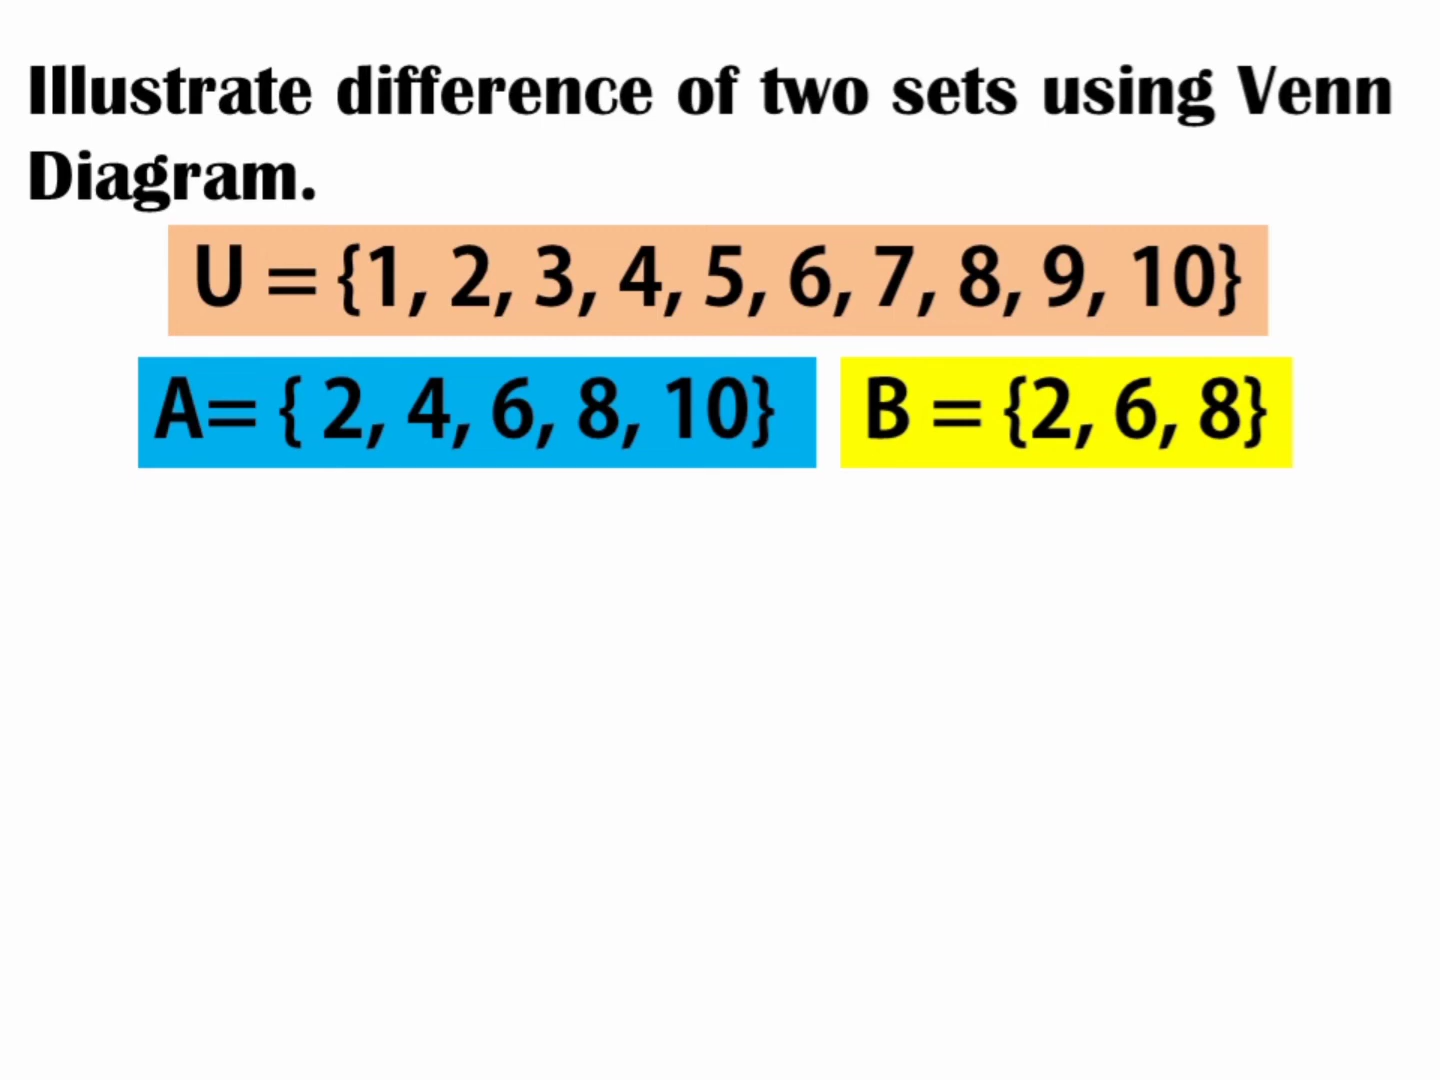 Illustrate difference of two sets using Venn
Diagram.
U = {1, 2, 3, 4, 5, 6, 7, 8, 9, 10}
A= { 2, 4, 6, 8, 10} B = {2, 6, 8}